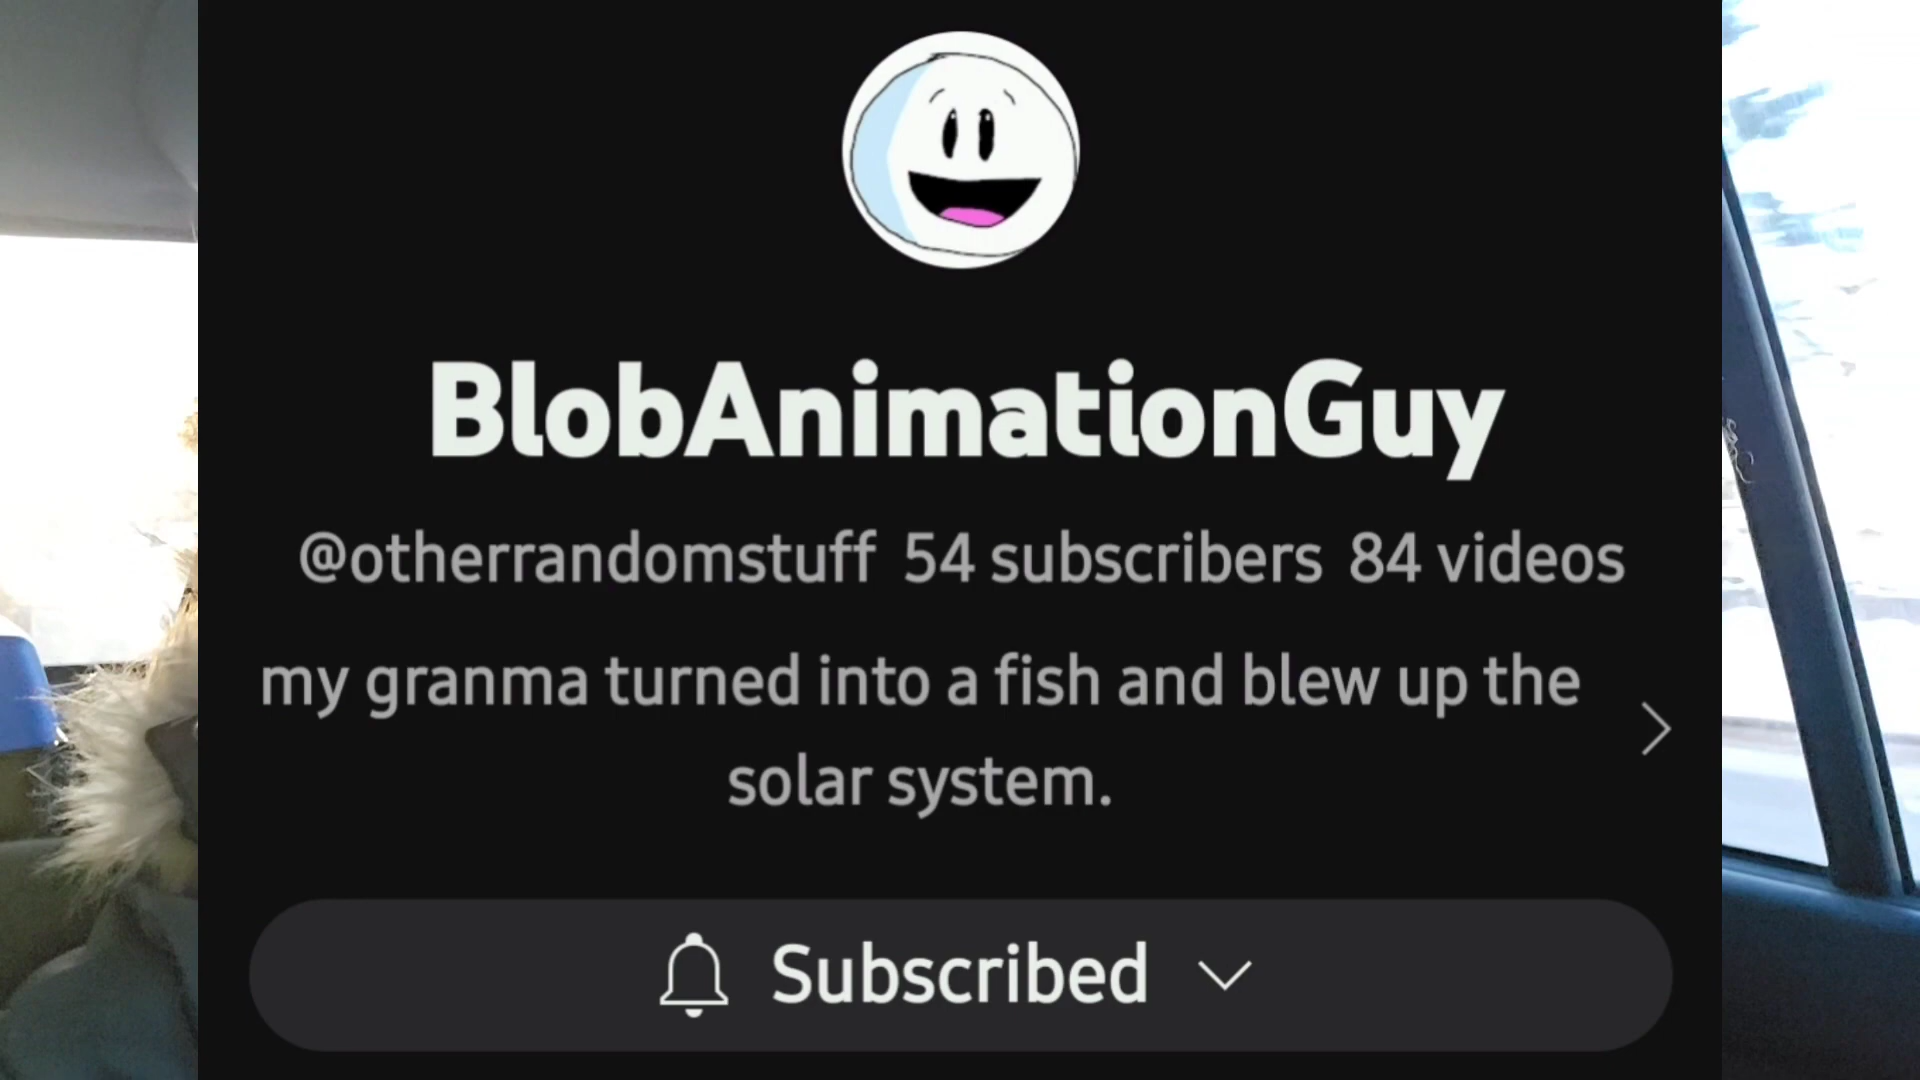 BlobAnimationGuy
@otherrandomstuff 54 subscribers 84 videos
my granma turned into a fish and blew up the
solar system.
Subscribed